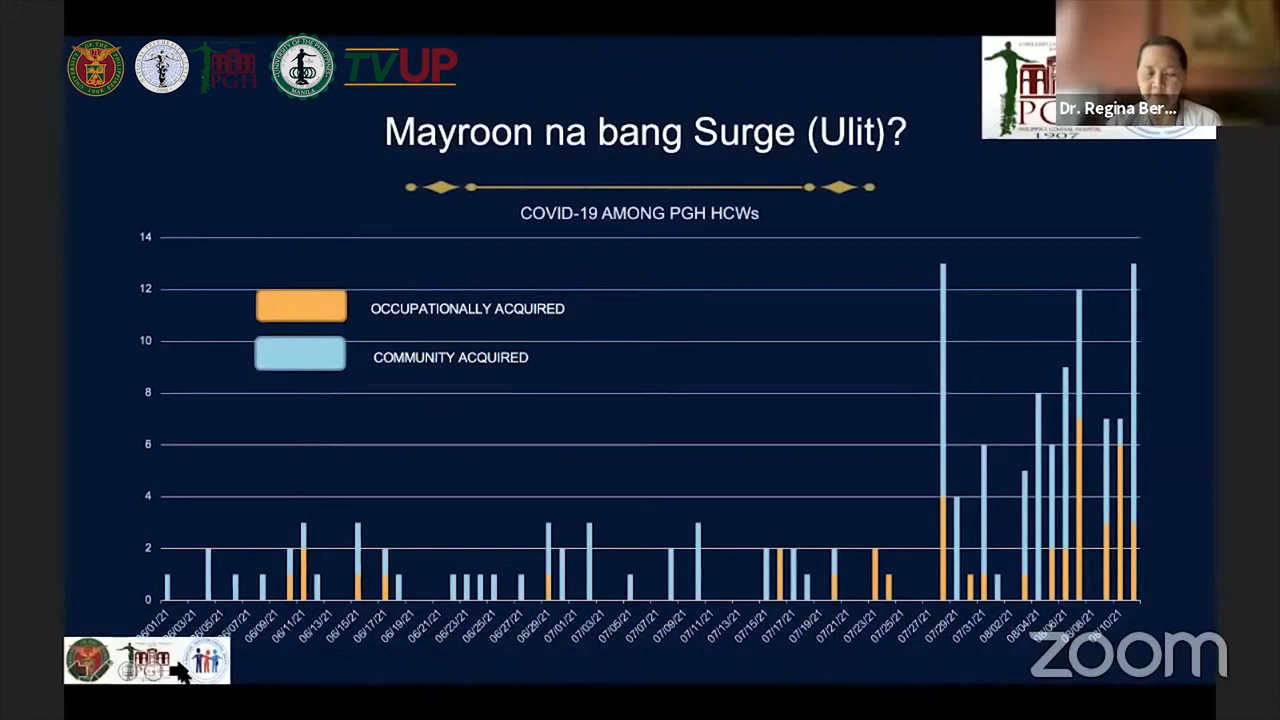 TVUP
PGH
Dr. Regina Ber...
PHILIPPINE GENERAL HOSPITAL
1907
Mayroon na bang Surge (Ulit)?
COVID-19 AMONG PGH HCWs
14
12
10
8
6
4
2
0
OCCUPATIONALLY ACQUIRED
COMMUNITY ACQUIRED
06/01/21 06/03/21 06/05/21 06/07/21 06/09/21 06/11/21 06/13/21 06/15/21 06/17/21 06/19/21 06/21/21 06/23/21 06/25/21 06/27/21 06/29/21 07/01/21 07/03/21 07/05/21 07/07/21 07/09/21 07/11/21 07/13/21 07/15/21 07/17/21 07/19/21 07/21/21 07/23/21 07/25/21 07/27/21 07/29/21 07/31/21 08/02/21 08/04/21 08/06/21 08/08/21 08/10/21
zoom